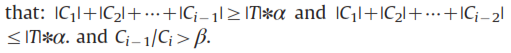 that: |C₁|+|C₂|+⋯+|Cᵢ₋₁|≥|T|∗α and |C₁|+|C₂|+⋯+|Cᵢ₋₂|
≤|T|∗α. and Cᵢ₋₁/Cᵢ>β.